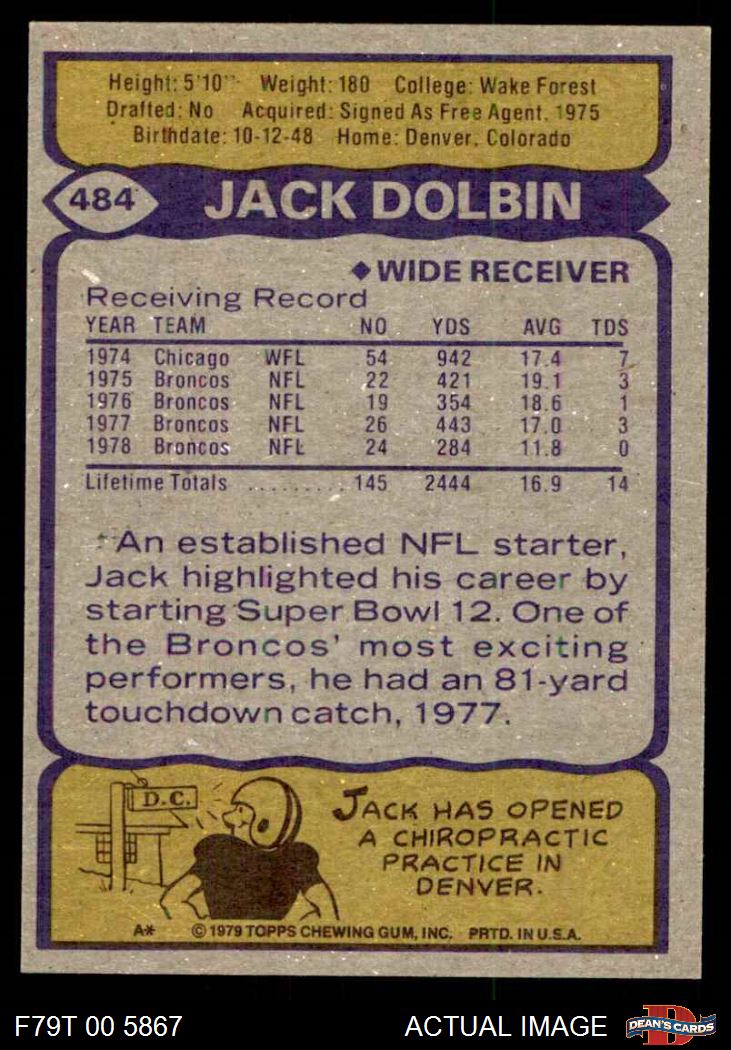 Height: 5'10" Weight: 180 College: Wake Forest
Drafted: No Acquired: Signed As Free Agent, 1975
Birthdate: 10-12-48 Home: Denver, Colorado
484 JACK DOLBIN
◆ WIDE RECEIVER
Receiving Record
YEAR TEAM NO YDS AVG TDS
1974 Chicago WFL 54 942 17.4 7
1975 Broncos NFL 22 421 19.1 3
1976 Broncos NFL 19 354 18.6 1
1977 Broncos NFL 26 443 17.0 3
1978 Broncos NFL 24 284 11.8 0
Lifetime Totals ......... 145 2444 16.9 14
An established NFL starter,
Jack highlighted his career by
starting Super Bowl 12. One of
the Broncos' most exciting
performers, he had an 81-yard
touchdown catch, 1977.
D.C.
JACK HAS OPENED
A CHIROPRACTIC
PRACTICE IN
DENVER.
A* © 1979 TOPPS CHEWING GUM, INC. PRTD. IN U.S.A.
F79T 00 5867 ACTUAL IMAGE D DEAN'S CARDS